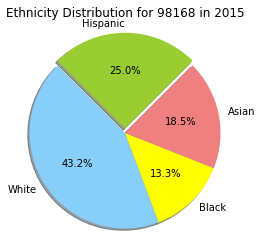 Ethnicity Distribution for 98168 in 2015
Hispanic
25.0%
Asian
18.5%
43.2%
13.3%
White
Black